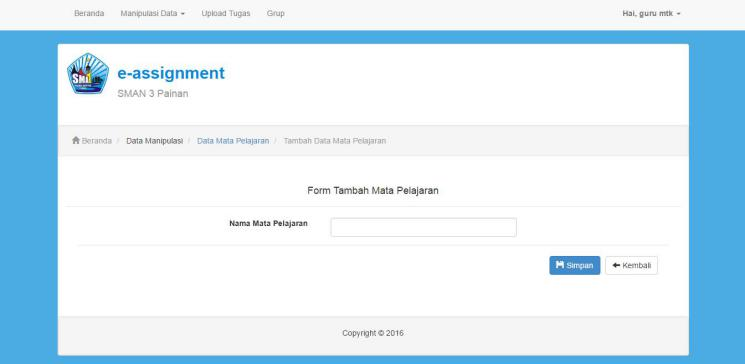 Beranda Manipulasi Data Upload Tugas Grup Hai, guru mtk
e-assignment
SMAN 3 Painan
Beranda / Data Manipulasi / Data Mata Pelajaran / Tambah Data Mata Pelajaran
Form Tambah Mata Pelajaran
Nama Mata Pelajaran
Simpan Kembali
Copyright © 2016